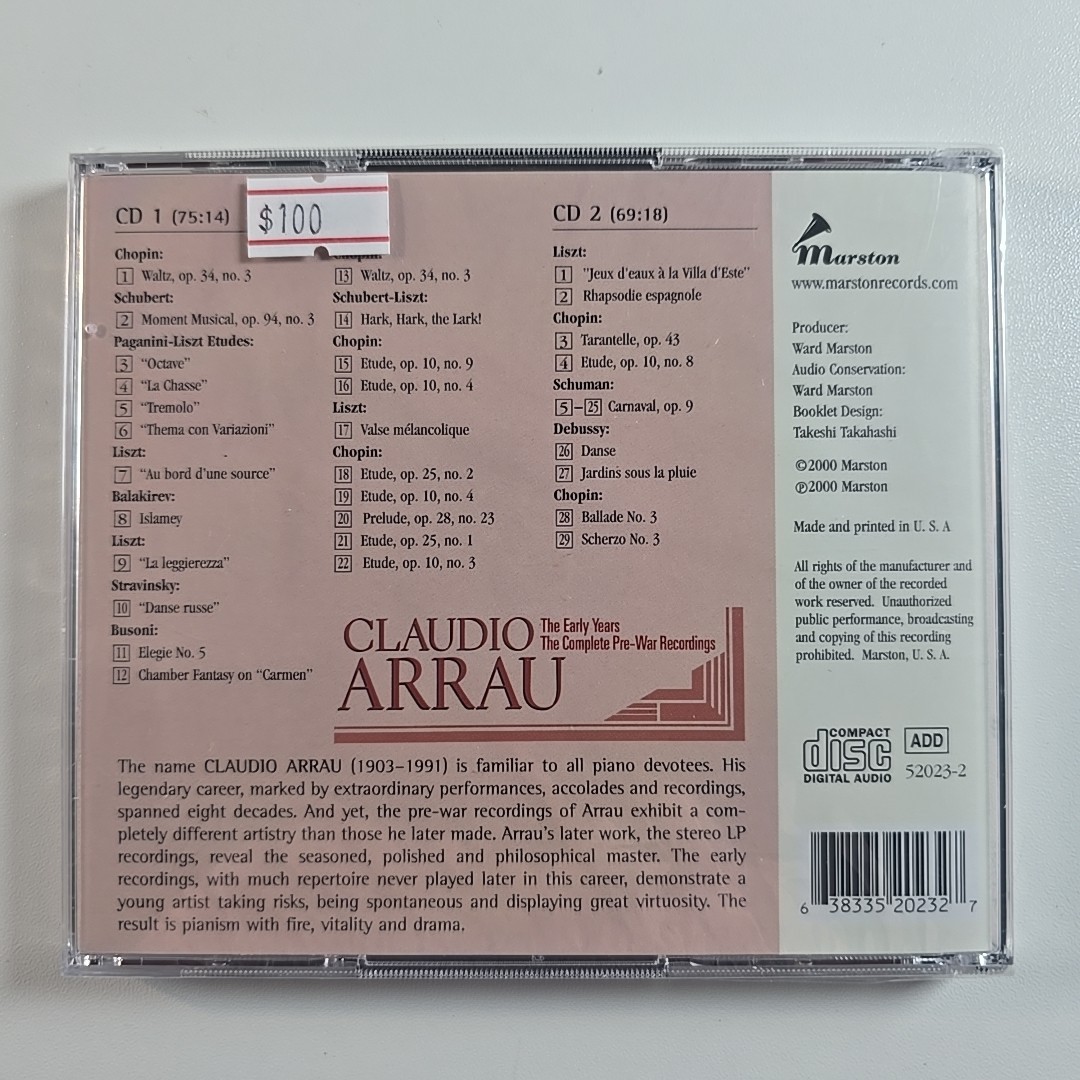 $100
CD 1 (75:14)
Chopin:
1 Waltz, op. 34, no. 3
Schubert:
2 Moment Musical, op. 94, no. 3
Paganini-Liszt Etudes:
3 "Octave"
4 "La Chasse"
5 "Tremolo"
6 "Thema con Variazioni"
Liszt:
7 "Au bord d'une source"
Balakirev:
8 Islamey
Liszt:
9 "La leggierezza"
Stravinsky:
10 "Danse russe"
Busoni:
11 Elegie No. 5
12 Chamber Fantasy on "Carmen"
Chopin:
13 Waltz, op. 34, no. 3
Schubert-Liszt:
14 Hark, Hark, the Lark!
Chopin:
15 Etude, op. 10, no. 9
16 Etude, op. 10, no. 4
Liszt:
17 Valse mélancolique
Chopin:
18 Etude, op. 25, no. 2
19 Etude, op. 10, no. 4
20 Prelude, op. 28, no. 23
21 Etude, op. 25, no. 1
22 Etude, op. 10, no. 3
CD 2 (69:18)
Liszt:
1 "Jeux d'eaux à la Villa d'Este"
2 Rhapsodie espagnole
Chopin:
3 Tarantelle, op. 43
4 Etude, op. 10, no. 8
Schuman:
5–25 Carnaval, op. 9
Debussy:
26 Danse
27 Jardins sous la pluie
Chopin:
28 Ballade No. 3
29 Scherzo No. 3
CLAUDIO
ARRAU
The Early Years
The Complete Pre-War Recordings
The name CLAUDIO ARRAU (1903–1991) is familiar to all piano devotees. His
legendary career, marked by extraordinary performances, accolades and recordings,
spanned eight decades. And yet, the pre-war recordings of Arrau exhibit a com-
pletely different artistry than those he later made. Arrau's later work, the stereo LP
recordings, reveal the seasoned, polished and philosophical master. The early
recordings, with much repertoire never played later in this career, demonstrate a
young artist taking risks, being spontaneous and displaying great virtuosity. The
result is pianism with fire, vitality and drama.
Marston
www.marstonrecords.com
Producer:
Ward Marston
Audio Conservation:
Ward Marston
Booklet Design:
Takeshi Takahashi
©2000 Marston
℗2000 Marston
Made and printed in U. S. A
All rights of the manufacturer and
of the owner of the recorded
work reserved. Unauthorized
public performance, broadcasting
and copying of this recording
prohibited. Marston, U. S. A.
COMPACT
disc
DIGITAL AUDIO
ADD
52023-2
6 38335 20232 7